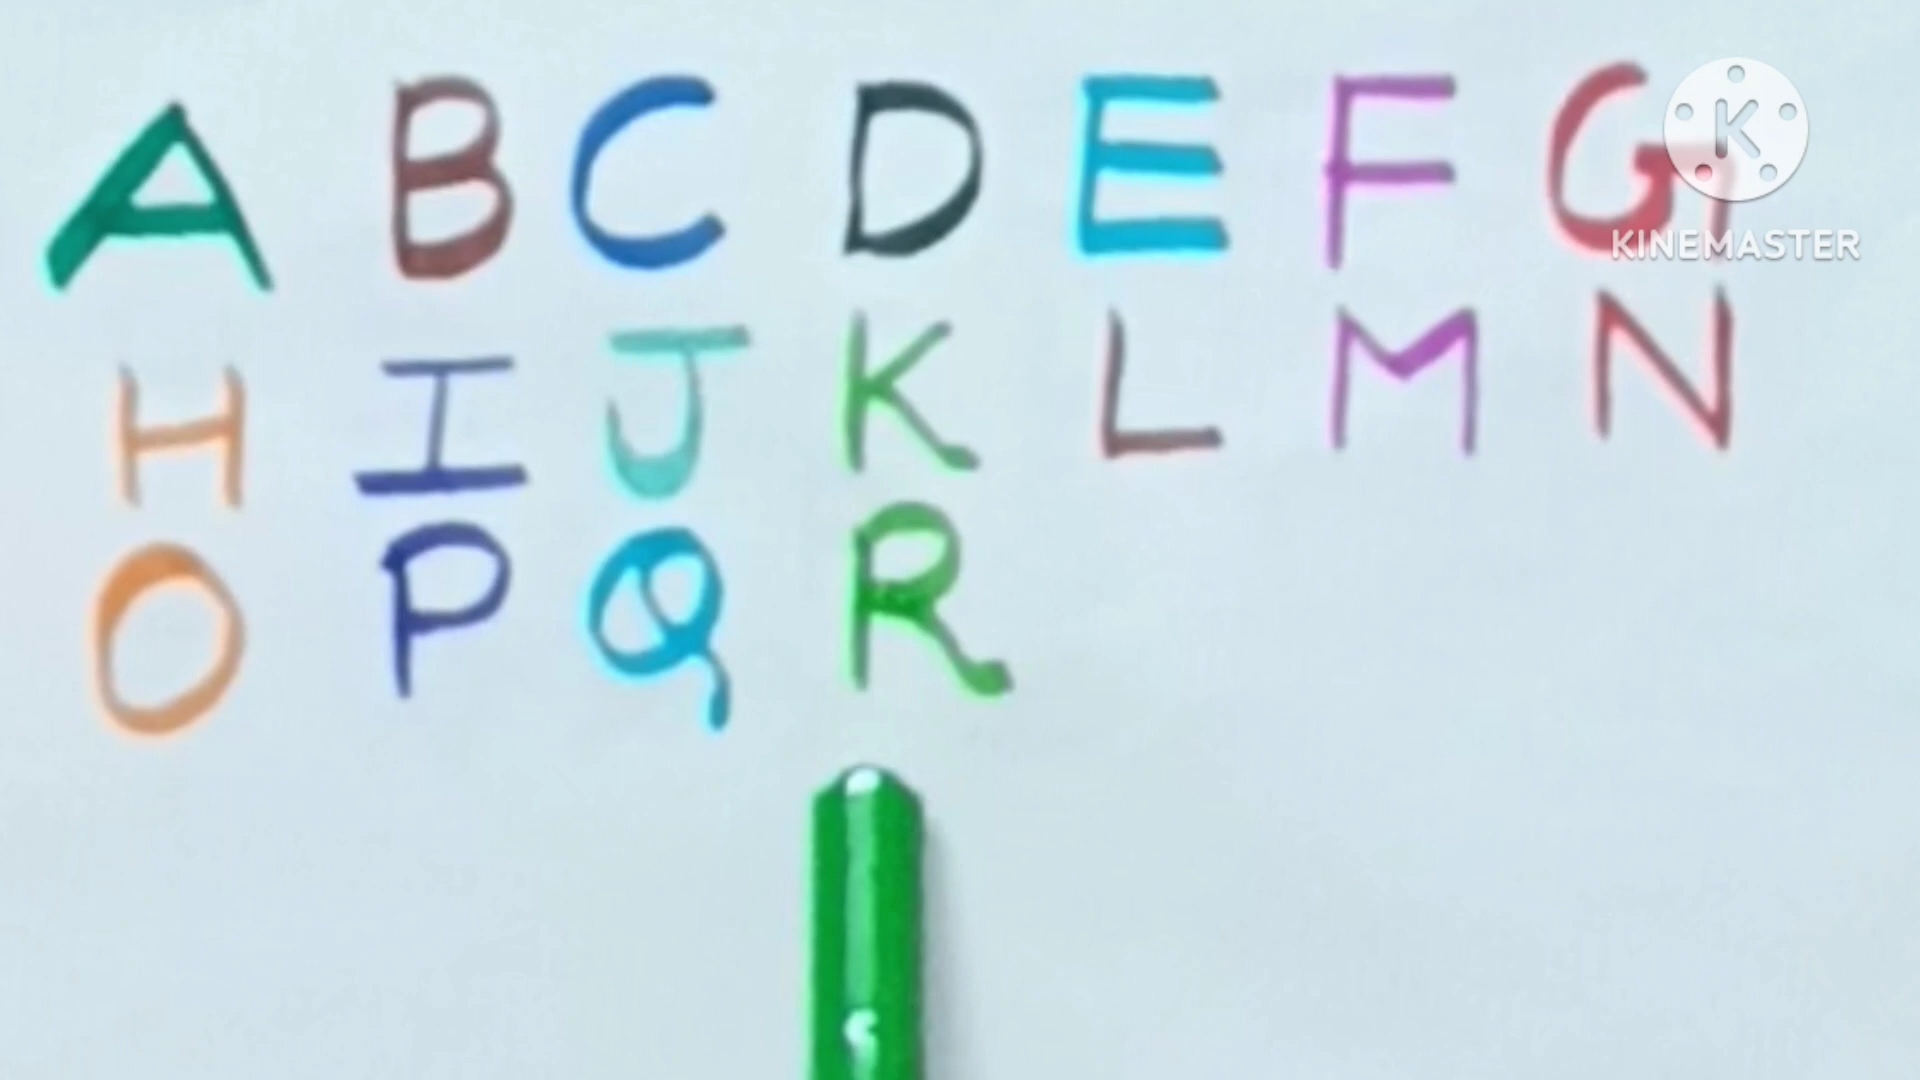 A B C D E F G
K
KINEMASTER
H I J K L M N
O P Q R